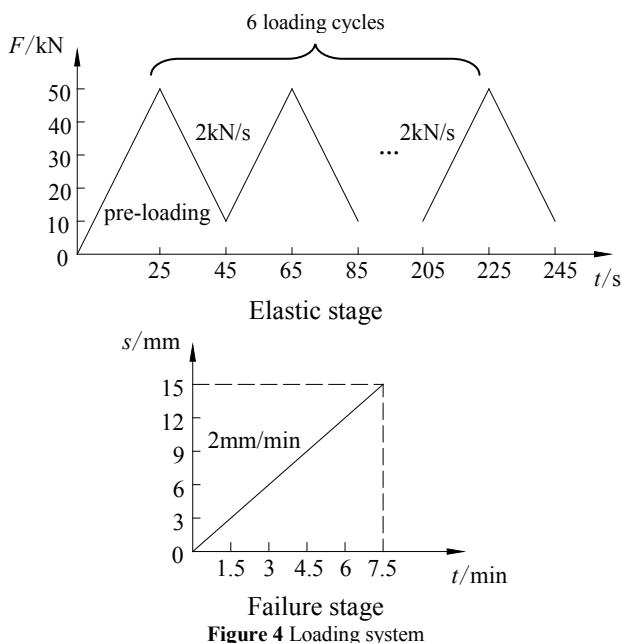 6 loading cycles
F/kN
50
40
30
20
10
0
2kN/s
...
2kN/s
pre-loading
25 45 65 85 205 225 245
t/s
Elastic stage
s/mm
15
12
9
6
3
0
2mm/min
1.5 3 4.5 6 7.5
t/min
Failure stage
Figure 4 Loading system